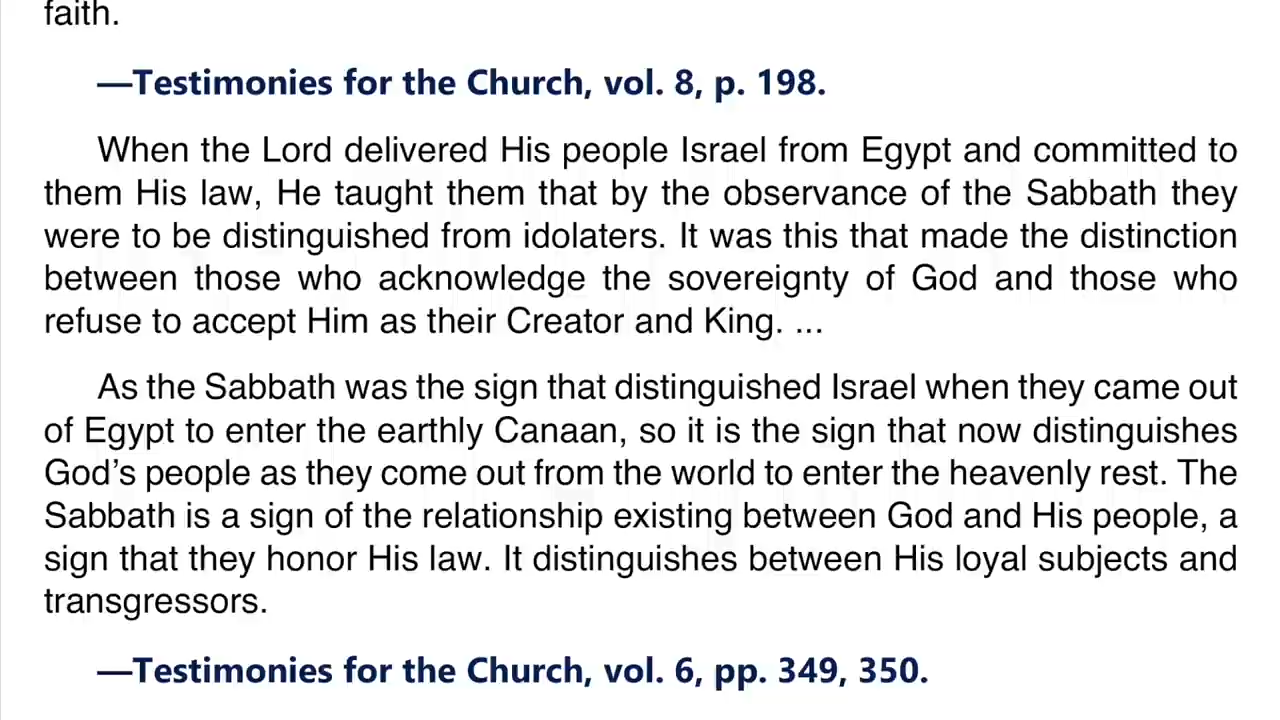 faith.
—Testimonies for the Church, vol. 8, p. 198.
When the Lord delivered His people Israel from Egypt and committed to
them His law, He taught them that by the observance of the Sabbath they
were to be distinguished from idolaters. It was this that made the distinction
between those who acknowledge the sovereignty of God and those who
refuse to accept Him as their Creator and King. ...
As the Sabbath was the sign that distinguished Israel when they came out
of Egypt to enter the earthly Canaan, so it is the sign that now distinguishes
God’s people as they come out from the world to enter the heavenly rest. The
Sabbath is a sign of the relationship existing between God and His people, a
sign that they honor His law. It distinguishes between His loyal subjects and
transgressors.
—Testimonies for the Church, vol. 6, pp. 349, 350.